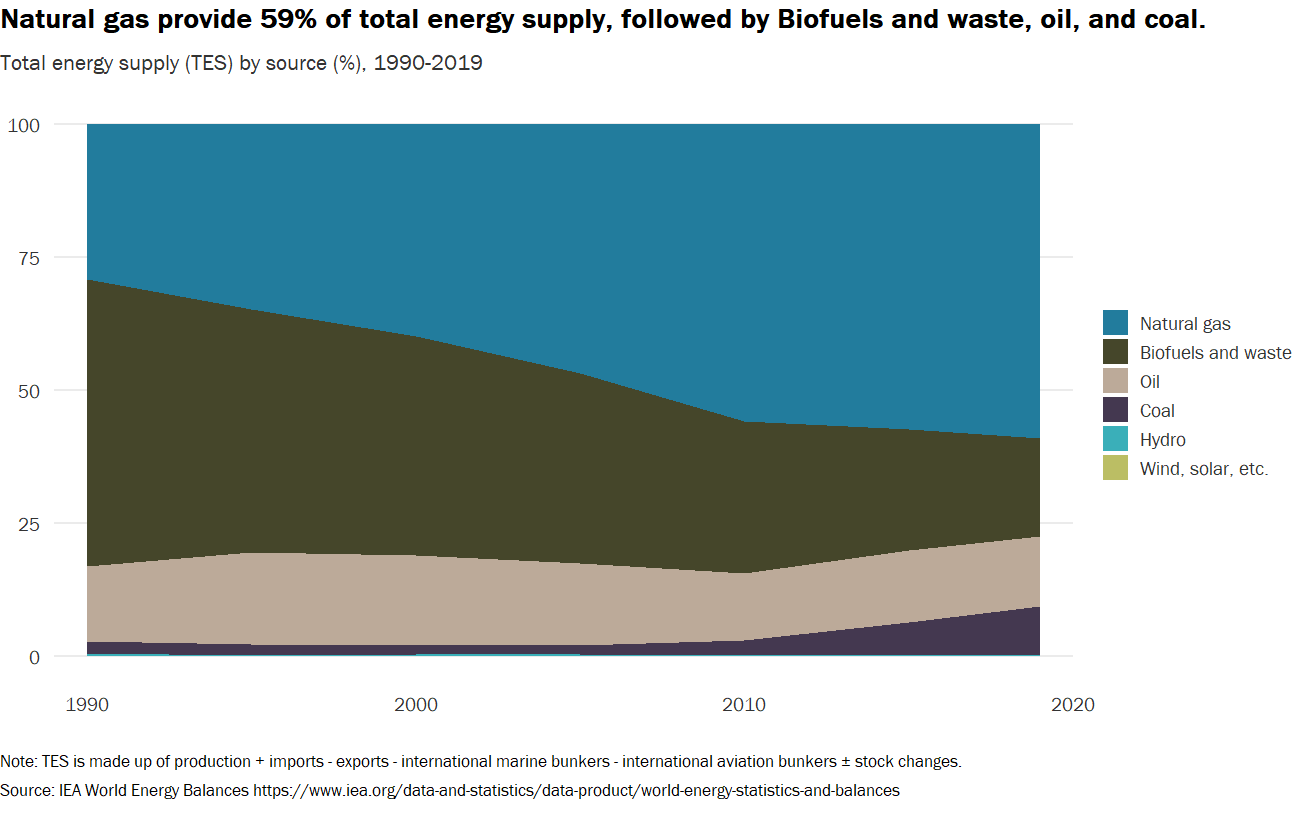 Natural gas provide 59% of total energy supply, followed by Biofuels and waste, oil, and coal.
Total energy supply (TES) by source (%), 1990-2019
100
75
50
25
0
1990
2000
2010
2020
Natural gas
Biofuels and waste
Oil
Coal
Hydro
Wind, solar, etc.
Note: TES is made up of production + imports - exports - international marine bunkers - international aviation bunkers ± stock changes.
Source: IEA World Energy Balances https://www.iea.org/data-and-statistics/data-product/world-energy-statistics-and-balances